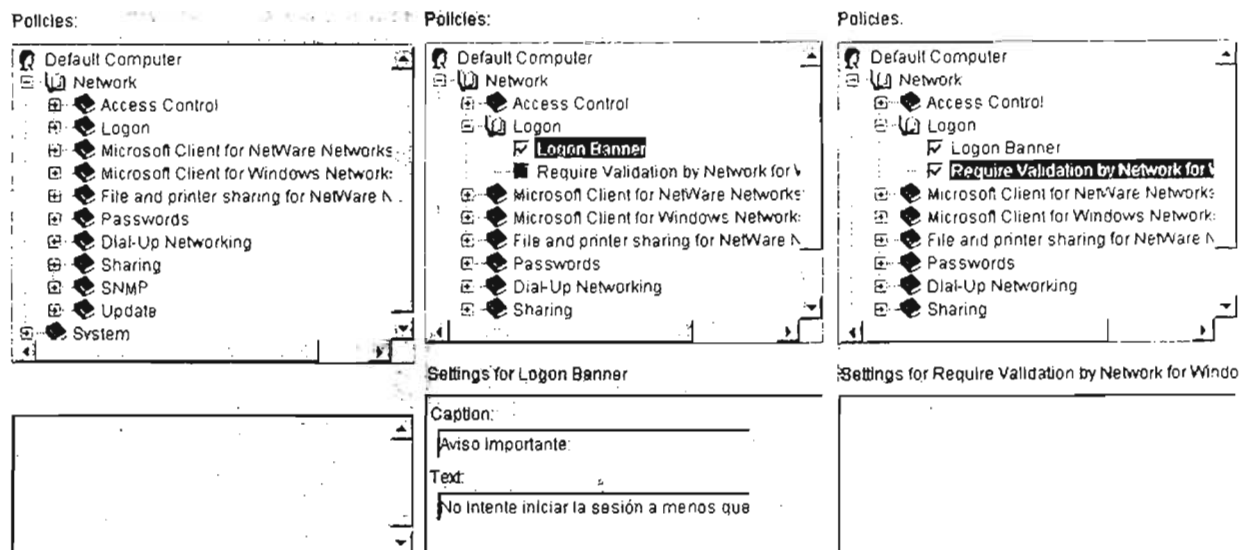 Policies:
Default Computer
Network
Access Control
Logon
Microsoft Client for NetWare Networks
Microsoft Client for Windows Network
File and printer sharing for NetWare N
Passwords
Dial-Up Networking
Sharing
SNMP
Update
System
Policies:
Default Computer
Network
Access Control
Logon
Logon Banner
Require Validation by Network for V
Microsoft Client for NetWare Networks
Microsoft Client for Windows Network
File and printer sharing for NetWare N
Passwords
Dial-Up Networking
Sharing
Settings for Logon Banner
Caption:
Aviso Importante:
Text:
No Intente iniciar la sesión a menos que
Policies.
Default Computer
Network
Access Control
Logon
Logon Banner
Require Validation by Network for V
Microsoft Client for NetWare Networks
Microsoft Client for Windows Network
File and printer sharing for NetWare N
Passwords
Dial-Up Networking
Sharing
Settings for Require Validation by Network for Windo